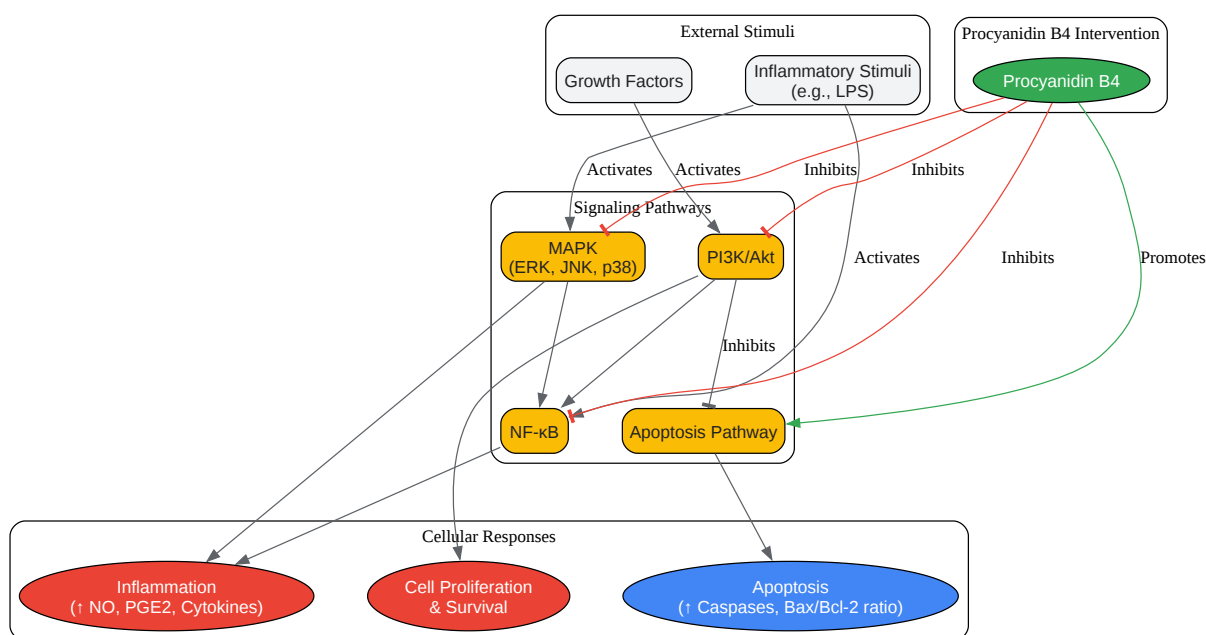 External Stimuli
Procyanidin B4 Intervention
Growth Factors
Inflammatory Stimuli
(e.g., LPS)
Procyanidin B4
Activates
Activates
Inhibits
Inhibits
Signaling Pathways
MAPK
(ERK, JNK, p38)
PI3K/Akt
Activates
Inhibits
Promotes
Inhibits
NF-κB
Apoptosis Pathway
Cellular Responses
Inflammation
(↑ NO, PGE2, Cytokines)
Cell Proliferation
& Survival
Apoptosis
(↑ Caspases, Bax/Bcl-2 ratio)